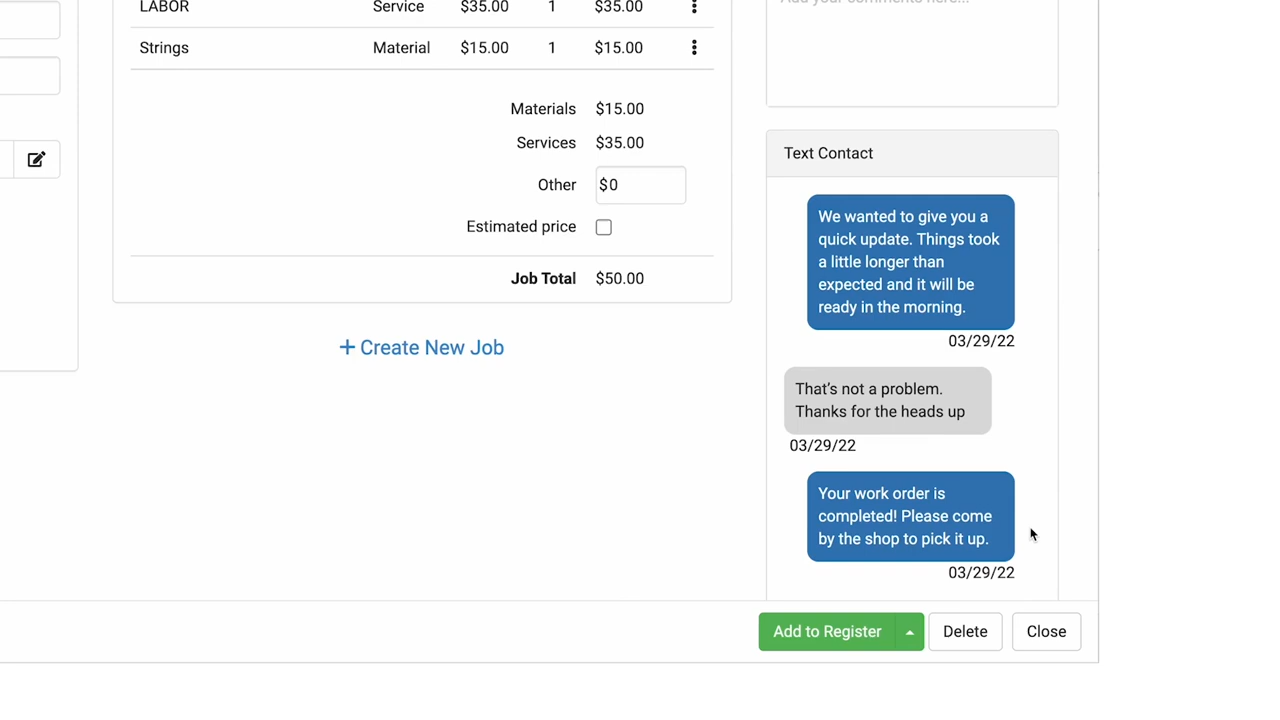 LABOR Service $35.00 1 $35.00
Strings Material $15.00 1 $15.00
Materials $15.00
Services $35.00
Other $0
Estimated price
Job Total $50.00
+ Create New Job
Add your comments here...
Text Contact
We wanted to give you a
quick update. Things took
a little longer than
expected and it will be
ready in the morning.
03/29/22
That’s not a problem.
Thanks for the heads up
03/29/22
Your work order is
completed! Please come
by the shop to pick it up.
03/29/22
Add to Register Delete Close